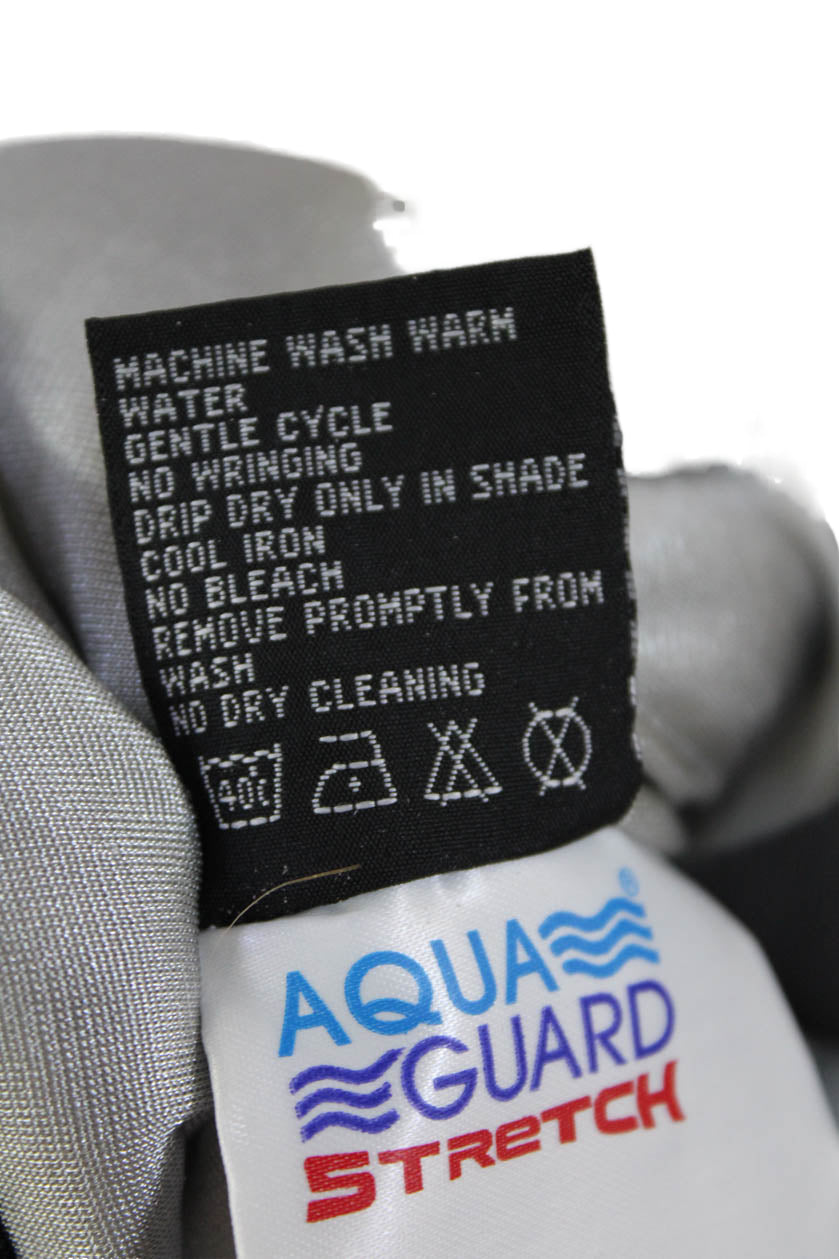 MACHINE WASH WARM
WATER
GENTLE CYCLE
NO WRINGING
DRIP DRY ONLY IN SHADE
COOL IRON
NO BLEACH
REMOVE PROMPTLY FROM
WASH
NO DRY CLEANING
40C
AQUA ®
GUARD
STRETCH